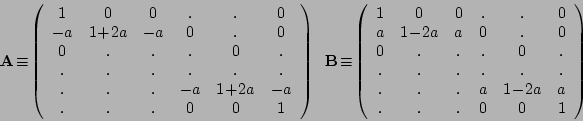 1 0 0 . . 0 1 0 0 . . 0
-a 1+2a -a 0 . 0 a 1-2a a 0 . 0
A ≡ ( 0 . . . 0 . ) B ≡ ( 0 . . . 0 . )
. . . . . . . . . . . .
. . . -a 1+2a -a . . . a 1-2a a
. . . 0 0 1 . . . 0 0 1